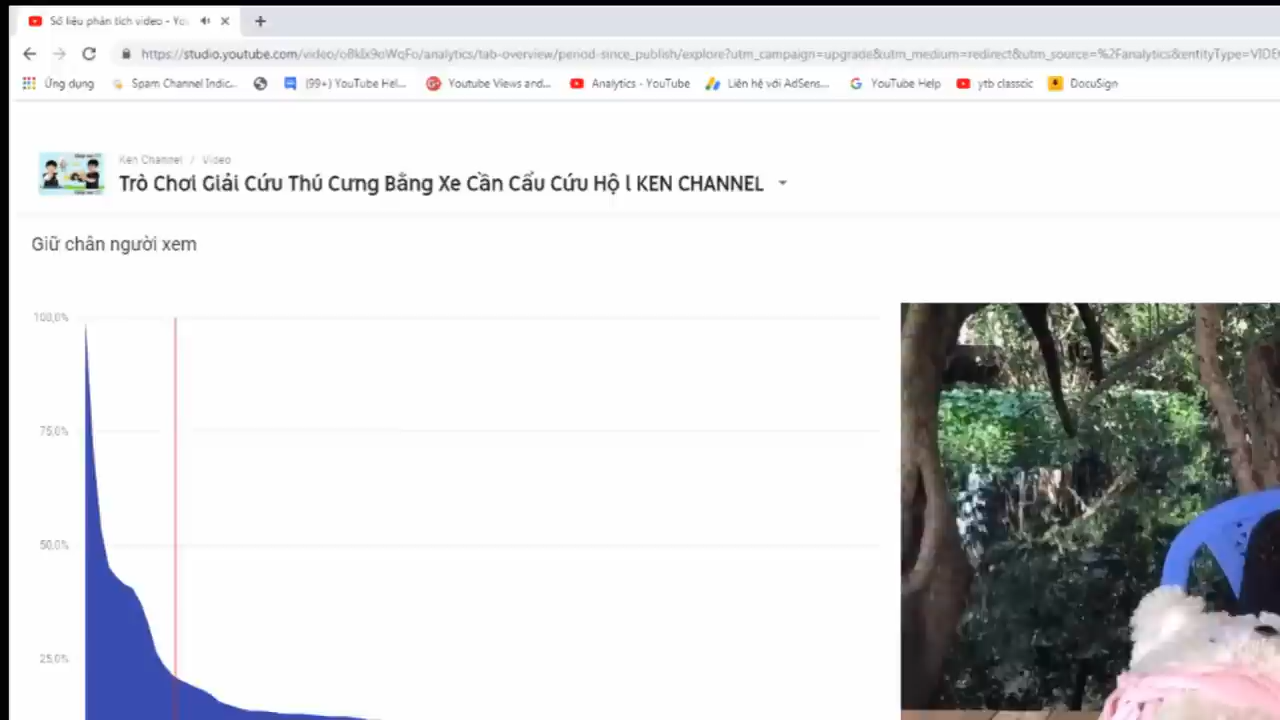 Số liệu phân tích video - You
https://studio.youtube.com/video/oBklx9oWqFo/analytics/tab-overview/period-since_publish/explore?utm_campaign=upgrade&utm_medium=redirect&utm_source=%2Fanalytics&entityType=VIDE
Ứng dụng Spam Channel Indic... (99+) YouTube Hel... Youtube Views and... Analytics - YouTube Liên hệ với AdSens... YouTube Help ytb classic DocuSign
Ken Channel / Video
Trò Chơi Giải Cứu Thú Cưng Bằng Xe Cần Cẩu Cứu Hộ l KEN CHANNEL
Giữ chân người xem
100,0%
75,0%
50,0%
25,0%